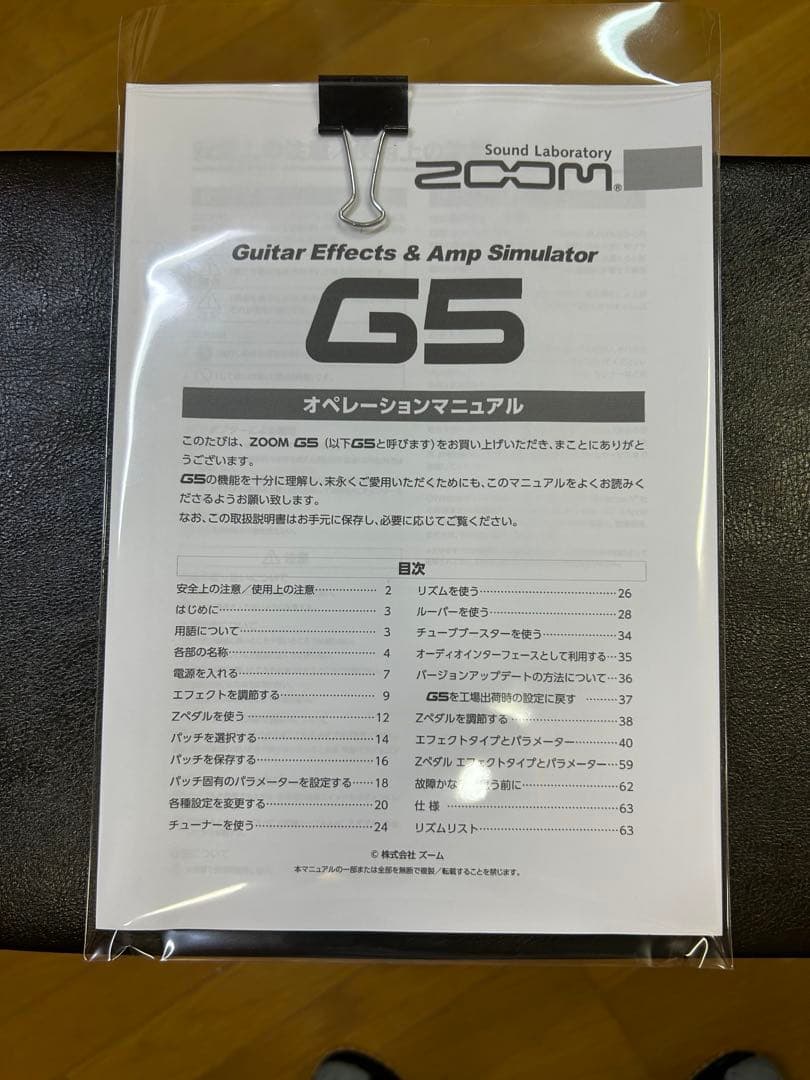 Sound Laboratory
ZOOM®
Guitar Effects & Amp Simulator
G5
オペレーションマニュアル
このたびは、ZOOM G5（以下G5と呼びます）をお買い上げいただき、まことにありがと
うございます。
G5の機能を十分に理解し、末永くご愛用いただくためにも、このマニュアルをよくお読みく
ださるようお願い致します。
なお、この取扱説明書はお手元に保存し、必要に応じてご覧ください。
目次
安全上の注意／使用上の注意………………2
はじめに………………3
用語について………………3
各部の名称………………4
電源を入れる………………7
エフェクトを調節する………………9
Zペダルを使う………………12
パッチを選択する………………14
パッチを保存する………………16
パッチ固有のパラメーターを設定する……18
各種設定を変更する………………20
チューナーを使う………………24
リズムを使う………………26
ルーパーを使う………………28
チューブブースターを使う………………34
オーディオインターフェースとして利用する…35
バージョンアップデートの方法について…36
G5を工場出荷時の設定に戻す ………37
Zペダルを調節する………………38
エフェクトタイプとパラメーター………40
Zペダル エフェクトタイプとパラメーター…59
故障かな う前に………………62
仕 様 ………………63
リズムリスト………………63
© 株式会社 ズーム
本マニュアルの一部または全部を無断で複製／転載することを禁じます。